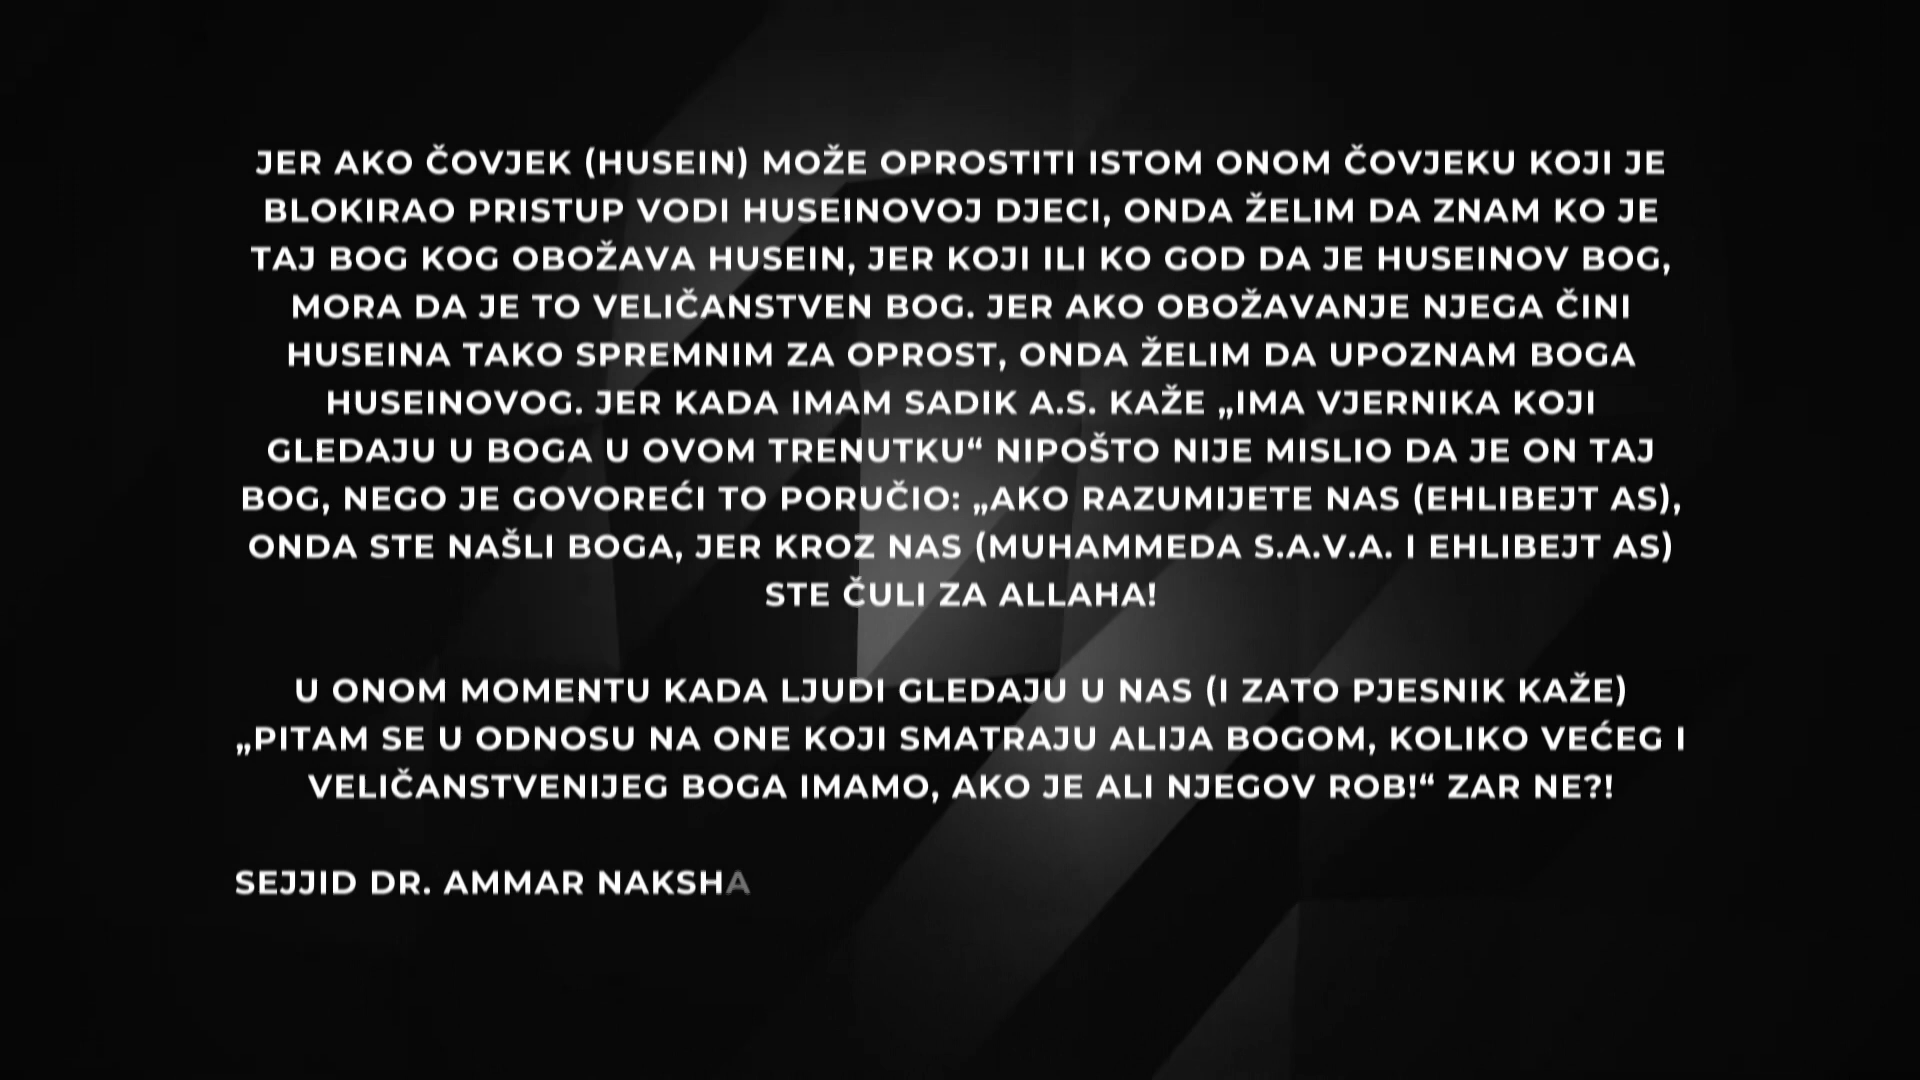 JER AKO ČOVJEK (HUSEIN) MOŽE OPROSTITI ISTOM ONOM ČOVJEKU KOJI JE
BLOKIRAO PRISTUP VODI HUSEINOVOJ DJECI, ONDA ŽELIM DA ZNAM KO JE
TAJ BOG KOG OBOŽAVA HUSEIN, JER KOJI ILI KO GOD DA JE HUSEINOV BOG,
MORA DA JE TO VELIČANSTVEN BOG. JER AKO OBOŽAVANJE NJEGA ČINI
HUSEINA TAKO SPREMNIM ZA OPROST, ONDA ŽELIM DA UPOZNAM BOGA
HUSEINOVOG. JER KADA IMAM SADIK A.S. KAŽE „IMA VJERNIKA KOJI
GLEDAJU U BOGA U OVOM TRENUTKU“ NIPOŠTO NIJE MISLIO DA JE ON TAJ
BOG, NEGO JE GOVOREĆI TO PORUČIO: „AKO RAZUMIJETE NAS (EHLIBEJT AS),
ONDA STE NAŠLI BOGA, JER KROZ NAS (MUHAMMEDA S.A.V.A. I EHLIBEJT AS)
STE ČULI ZA ALLAHA!
U ONOM MOMENTU KADA LJUDI GLEDAJU U NAS (I ZATO PJESNIK KAŽE)
„PITAM SE U ODNOSU NA ONE KOJI SMATRAJU ALIJA BOGOM, KOLIKO VEĆEG I
VELIČANSTVENIJEG BOGA IMAMO, AKO JE ALI NJEGOV ROB!“ ZAR NE?!
SEJJID DR. AMMAR NAKSHA